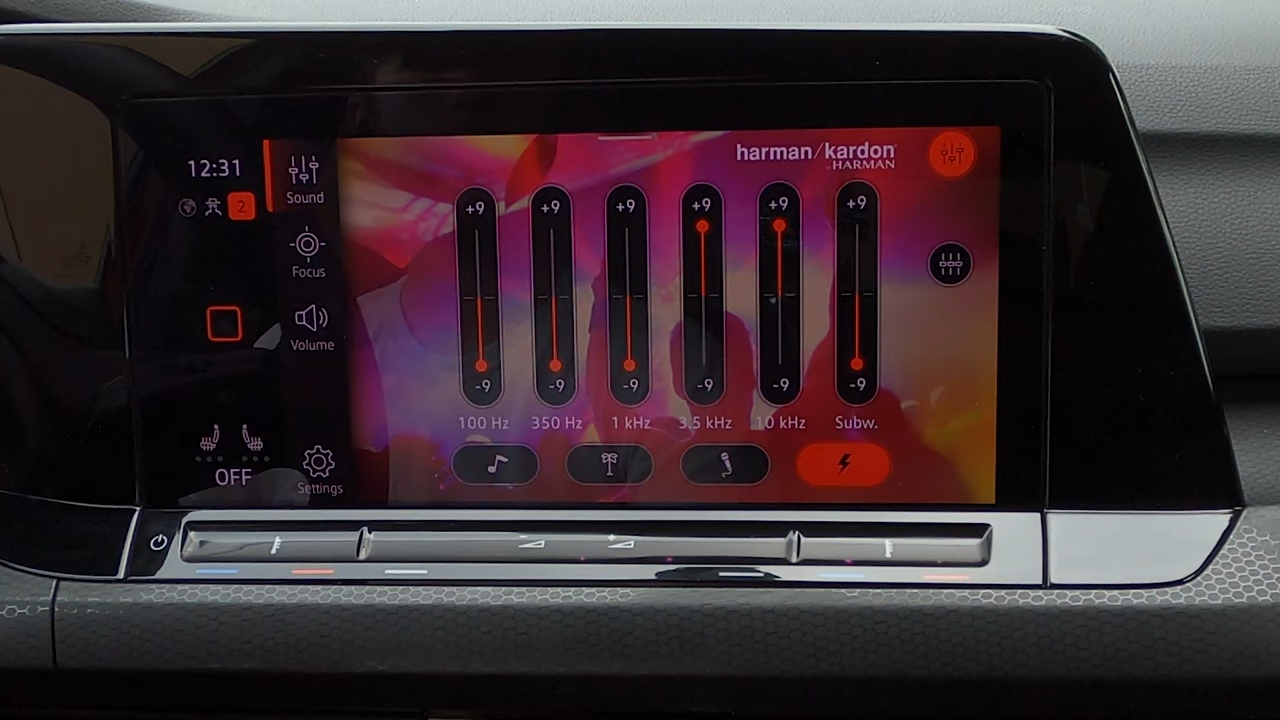 12:31
2
OFF
Sound
Focus
Volume
Settings
harman/kardon
BY HARMAN
+9 +9 +9 +9 +9 +9
-9 -9 -9 -9 -9 -9
100 Hz 350 Hz 1 kHz 3.5 kHz 10 kHz Subw.